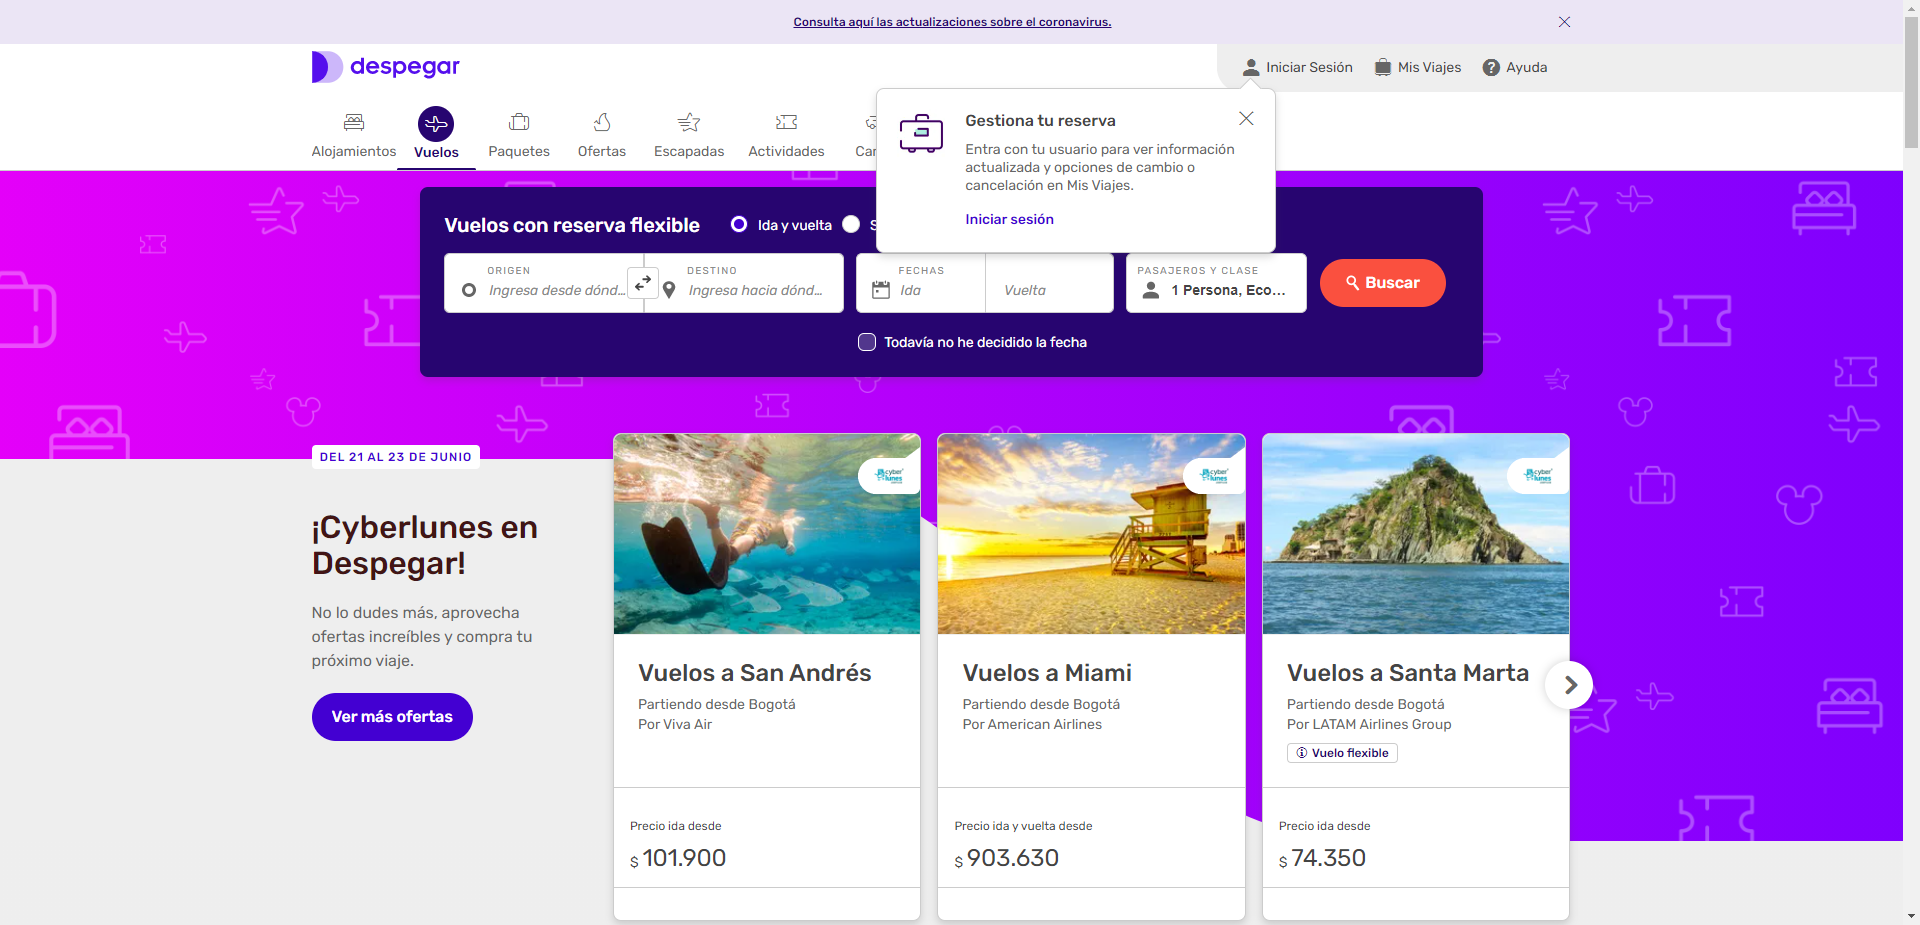 Consulta aquí las actualizaciones sobre el coronavirus.
despegar
Iniciar Sesión
Mis Viajes
Ayuda
Alojamientos
Vuelos
Paquetes
Ofertas
Escapadas
Actividades
Car
Gestiona tu reserva
Entra con tu usuario para ver información
actualizada y opciones de cambio o
cancelación en Mis Viajes.
Iniciar sesión
Vuelos con reserva flexible
Ida y vuelta
S
ORIGEN
Ingresa desde dónd...
DESTINO
Ingresa hacia dónd...
FECHAS
Ida
Vuelta
PASAJEROS Y CLASE
1 Persona, Eco...
Buscar
Todavía no he decidido la fecha
DEL 21 AL 23 DE JUNIO
¡Cyberlunes en
Despegar!
No lo dudes más, aprovecha
ofertas increíbles y compra tu
próximo viaje.
Ver más ofertas
cyber
lunes
Vuelos a San Andrés
Partiendo desde Bogotá
Por Viva Air
Precio ida desde
$ 101.900
cyber
lunes
Vuelos a Miami
Partiendo desde Bogotá
Por American Airlines
Precio ida y vuelta desde
$ 903.630
cyber
lunes
Vuelos a Santa Marta
Partiendo desde Bogotá
Por LATAM Airlines Group
Vuelo flexible
Precio ida desde
$ 74.350